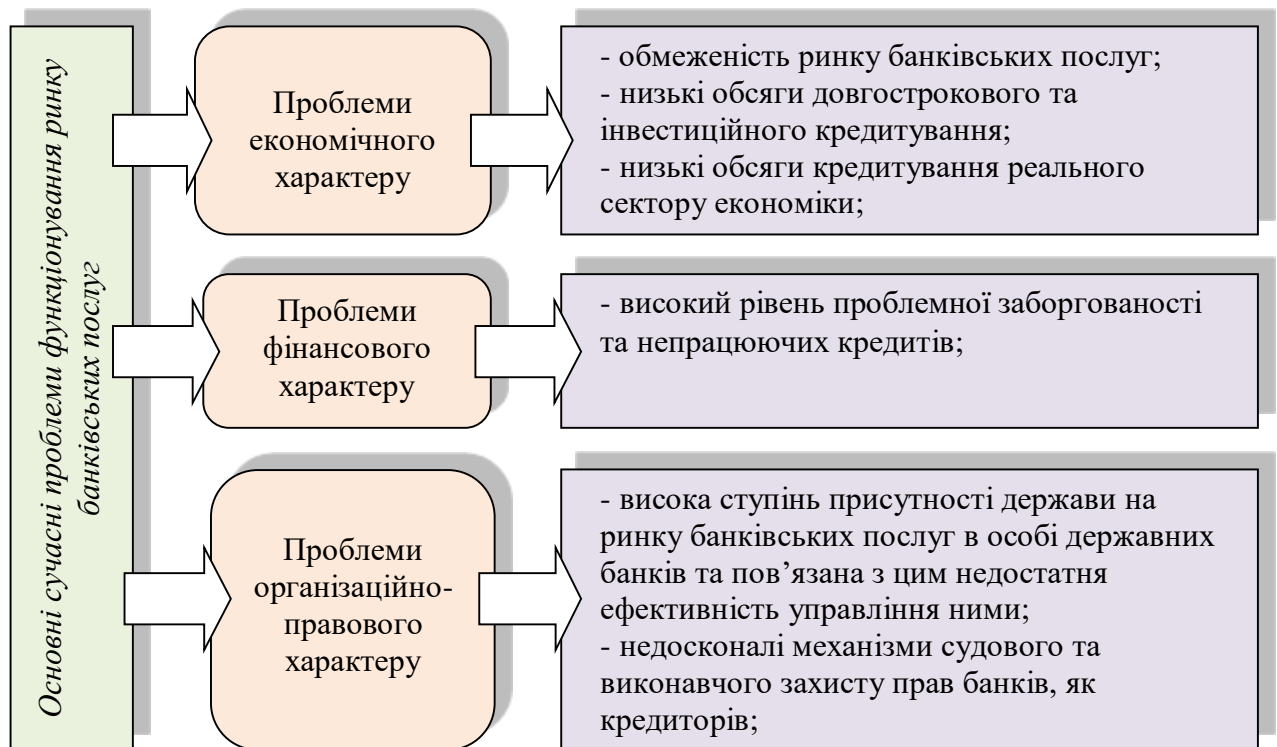 Основні сучасні проблеми функціонування ринку
банківських послуг
Проблеми
економічного
характеру
- обмеженість ринку банківських послуг;
- низькі обсяги довгострокового та
інвестиційного кредитування;
- низькі обсяги кредитування реального
сектору економіки;
Проблеми
фінансового
характеру
- високий рівень проблемної заборгованості
та непрацюючих кредитів;
Проблеми
організаційно-
правового
характеру
- висока ступінь присутності держави на
ринку банківських послуг в особі державних
банків та пов’язана з цим недостатня
ефективність управління ними;
- недосконалі механізми судового та
виконавчого захисту прав банків, як
кредиторів;